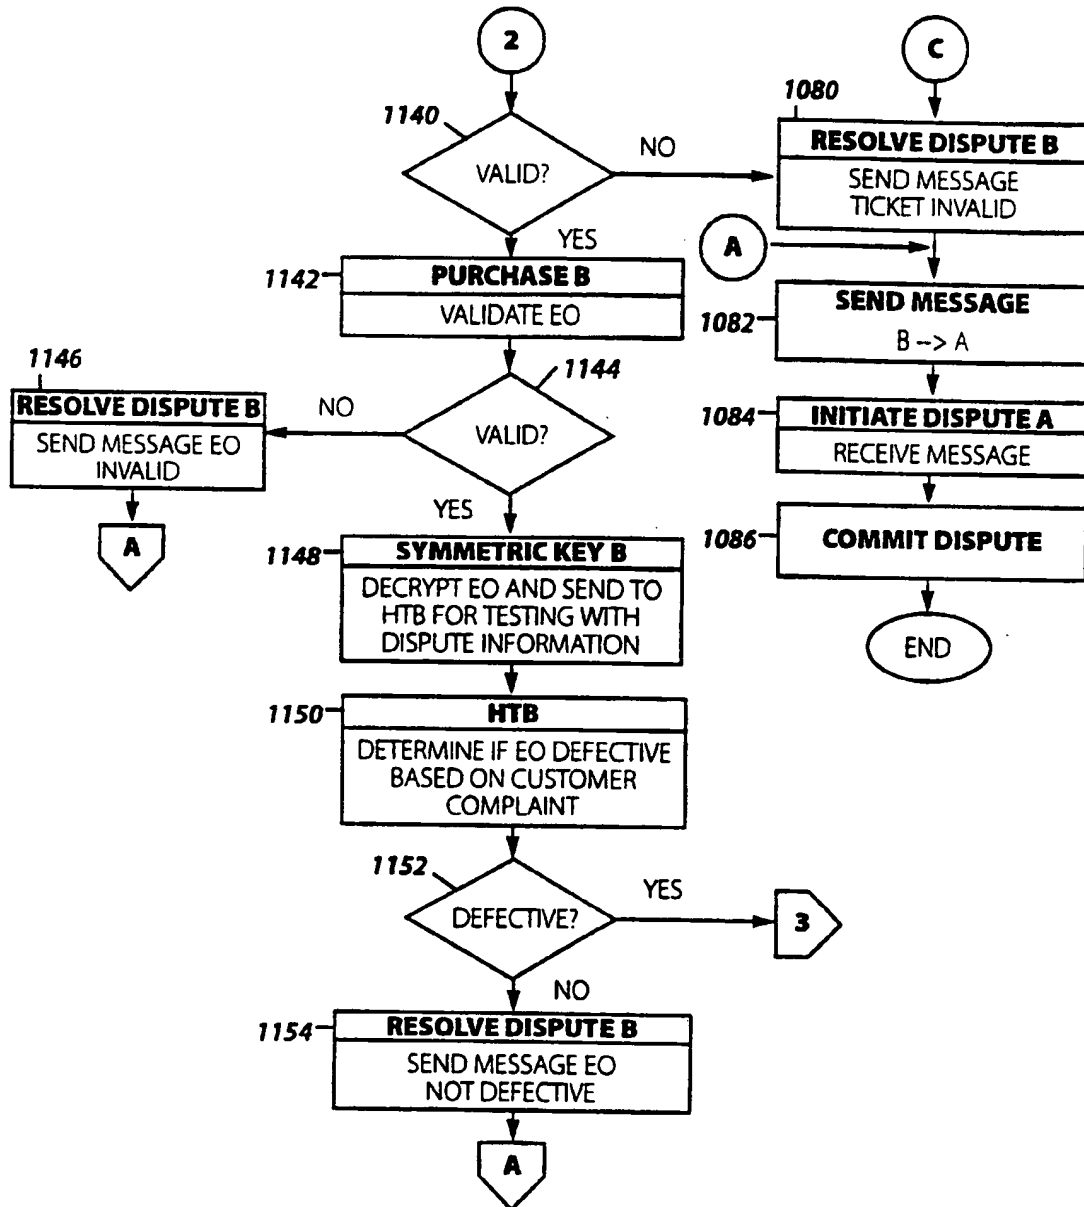 2
1140
VALID?
NO
YES
1142
PURCHASE B
VALIDATE EO
1144
VALID?
NO
YES
1146
RESOLVE DISPUTE B
SEND MESSAGE EO
INVALID
A
1148
SYMMETRIC KEY B
DECRYPT EO AND SEND TO
HTB FOR TESTING WITH
DISPUTE INFORMATION
1150
HTB
DETERMINE IF EO DEFECTIVE
BASED ON CUSTOMER
COMPLAINT
1152
DEFECTIVE?
YES
3
NO
1154
RESOLVE DISPUTE B
SEND MESSAGE EO
NOT DEFECTIVE
A
C
1080
RESOLVE DISPUTE B
SEND MESSAGE
TICKET INVALID
A
1082
SEND MESSAGE
B --> A
1084
INITIATE DISPUTE A
RECEIVE MESSAGE
1086
COMMIT DISPUTE
END